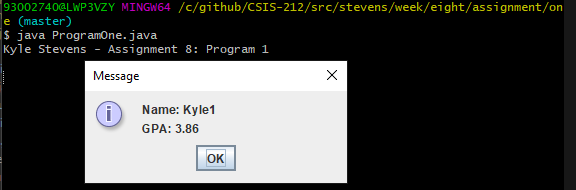 93002740@LWP3VZY MINGW64 /c/github/CSIS-212/src/stevens/week/eight/assignment/on
e (master)
$ java ProgramOne.java
Kyle Stevens - Assignment 8: Program 1
Message
Name: Kyle1
GPA: 3.86
OK